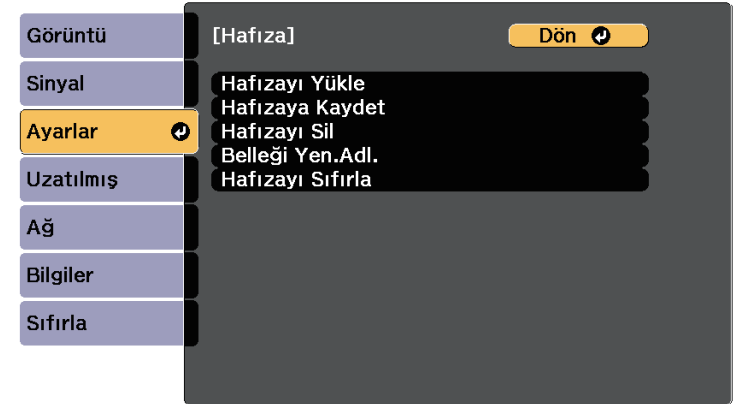 Görüntü
Sinyal
Ayarlar
Uzatılmış
Ağ
Bilgiler
Sıfırla
[Hafıza]
Dön
Hafızayı Yükle
Hafızaya Kaydet
Hafızayı Sil
Belleği Yen.Adl.
Hafızayı Sıfırla